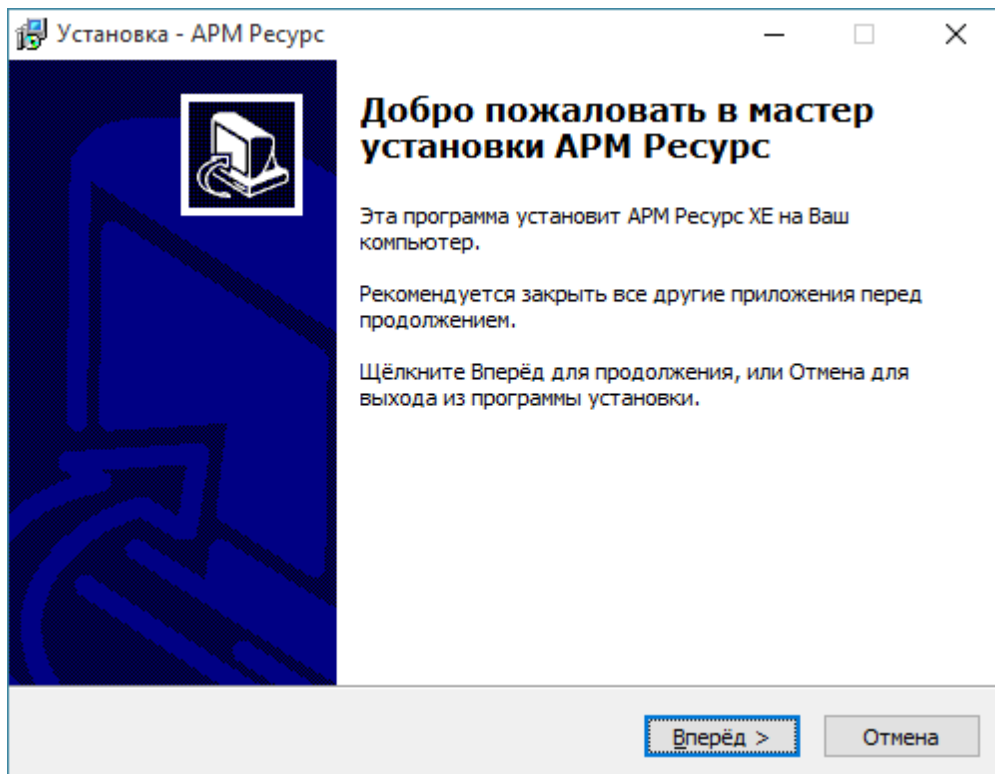 Установка - АРМ Ресурс
Добро пожаловать в мастер
установки АРМ Ресурс
Эта программа установит АРМ Ресурс XE на Ваш
компьютер.
Рекомендуется закрыть все другие приложения перед
продолжением.
Щёлкните Вперёд для продолжения, или Отмена для
выхода из программы установки.
Вперёд >
Отмена